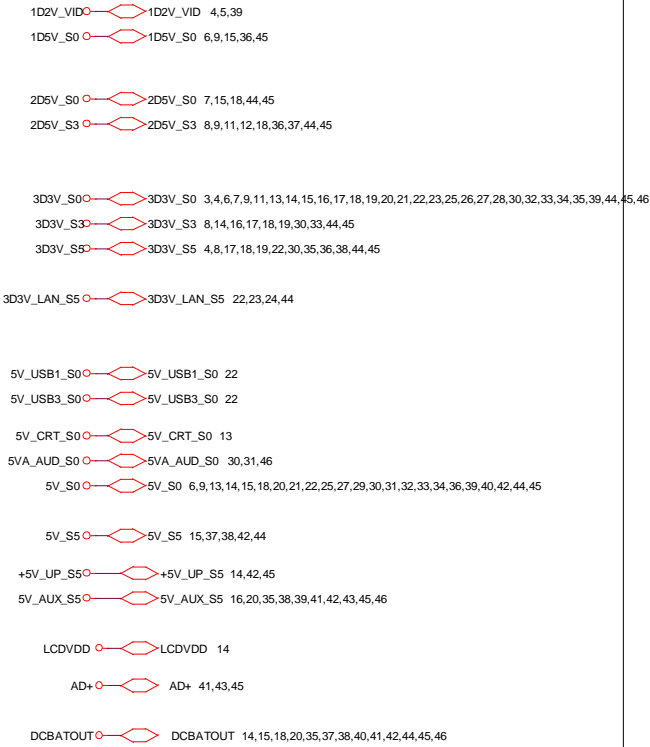 1D2V_VID 1D2V_VID 4,5,39
1D5V_S0 1D5V_S0 6,9,15,36,45
2D5V_S0 2D5V_S0 7,15,18,44,45
2D5V_S3 2D5V_S3 8,9,11,12,18,36,37,44,45
3D3V_S0 3D3V_S0 3,4,6,7,9,11,13,14,15,16,17,18,19,20,21,22,23,25,26,27,28,30,32,33,34,35,39,44,45,46
3D3V_S3 3D3V_S3 8,14,16,17,18,19,30,33,44,45
3D3V_S5 3D3V_S5 4,8,17,18,19,22,30,35,36,38,44,45
3D3V_LAN_S5 3D3V_LAN_S5 22,23,24,44
5V_USB1_S0 5V_USB1_S0 22
5V_USB3_S0 5V_USB3_S0 22
5V_CRT_S0 5V_CRT_S0 13
5VA_AUD_S0 5VA_AUD_S0 30,31,46
5V_S0 5V_S0 6,9,13,14,15,18,20,21,22,25,27,29,30,31,32,33,34,36,39,40,42,44,45
5V_S5 5V_S5 15,37,38,42,44
+5V_UP_S5 +5V_UP_S5 14,42,45
5V_AUX_S5 5V_AUX_S5 16,20,35,38,39,41,42,43,45,46
LCDVDD LCDVDD 14
AD+ AD+ 41,43,45
DCBATOUT DCBATOUT 14,15,18,20,35,37,38,40,41,42,44,45,46